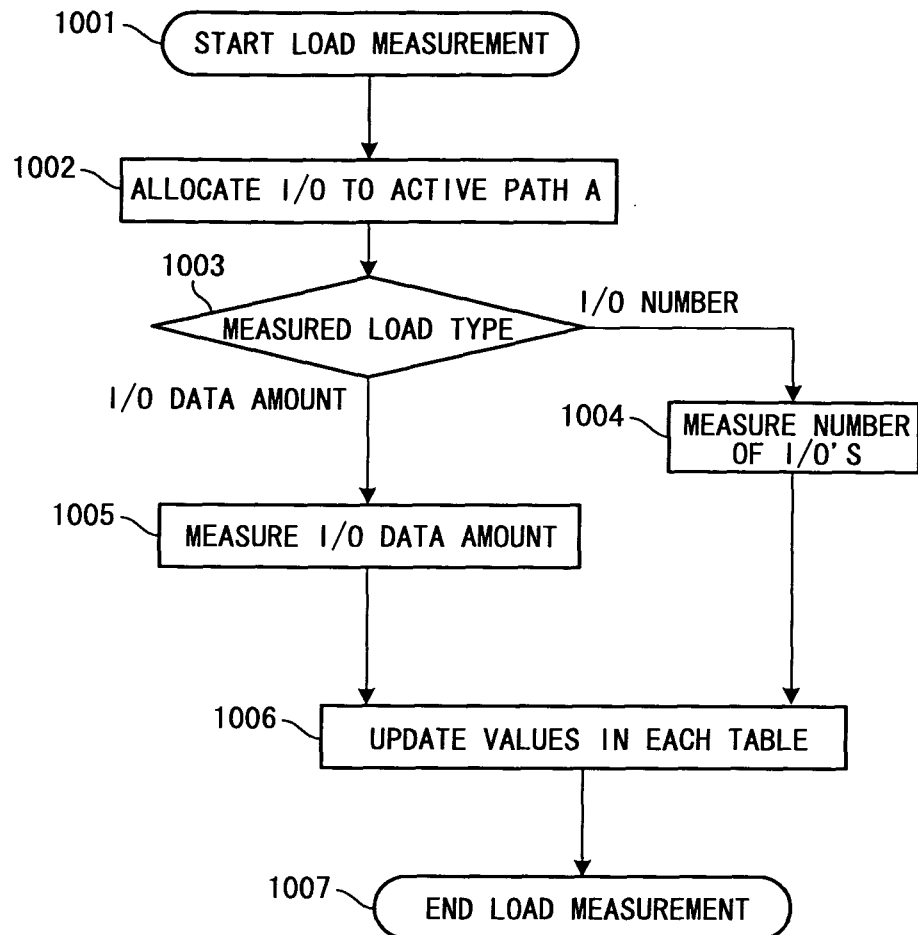 1001
START LOAD MEASUREMENT
1002
ALLOCATE I/O TO ACTIVE PATH A
1003
I/O NUMBER
MEASURED LOAD TYPE
I/O DATA AMOUNT
1004
MEASURE NUMBER
OF I/O'S
1005
MEASURE I/O DATA AMOUNT
1006
UPDATE VALUES IN EACH TABLE
1007
END LOAD MEASUREMENT